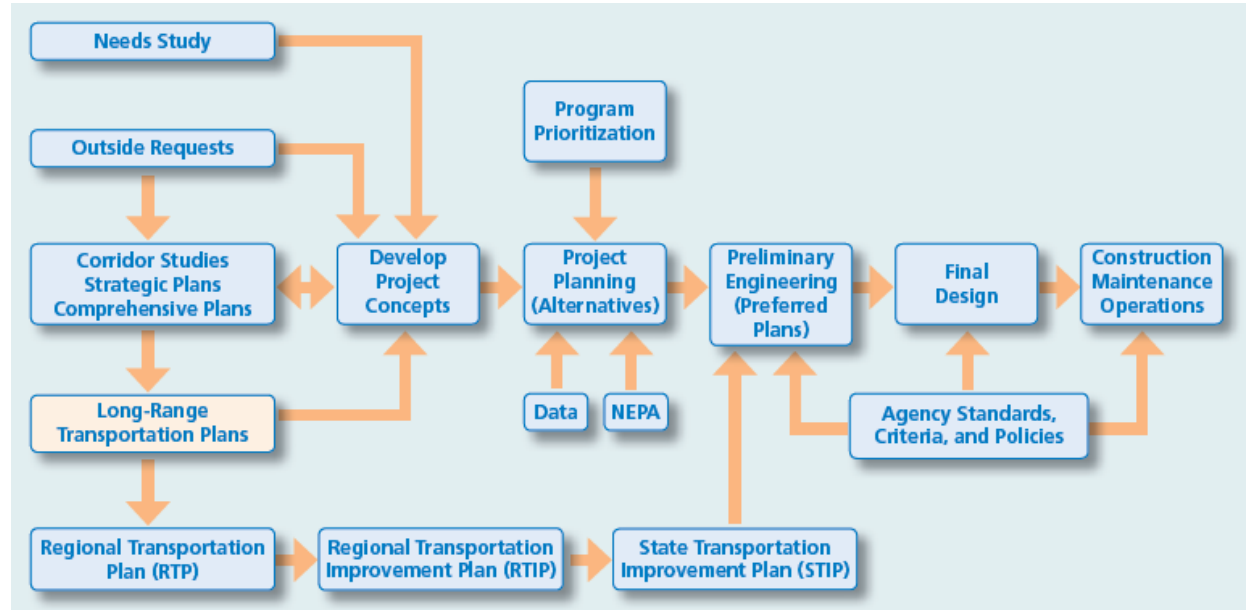 Needs Study
Outside Requests
Program
Prioritization
Corridor Studies
Strategic Plans
Comprehensive Plans
Develop
Project
Concepts
Project
Planning
(Alternatives)
Preliminary
Engineering
(Preferred
Plans)
Final
Design
Construction
Maintenance
Operations
Long-Range
Transportation Plans
Data
NEPA
Agency Standards,
Criteria, and Policies
Regional Transportation
Plan (RTP)
Regional Transportation
Improvement Plan (RTIP)
State Transportation
Improvement Plan (STIP)